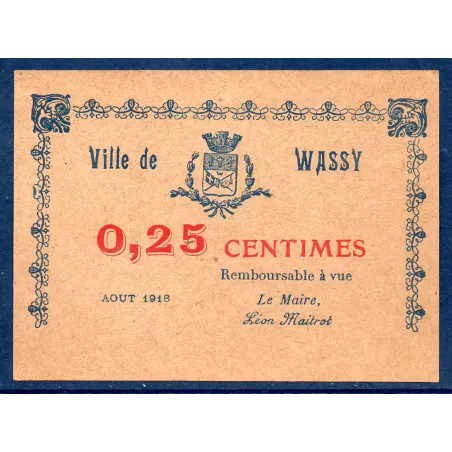 Ville de WASSY
0,25 CENTIMES
Remboursable à vue
AOUT 1918 Le Maire,
Léon Maitrot